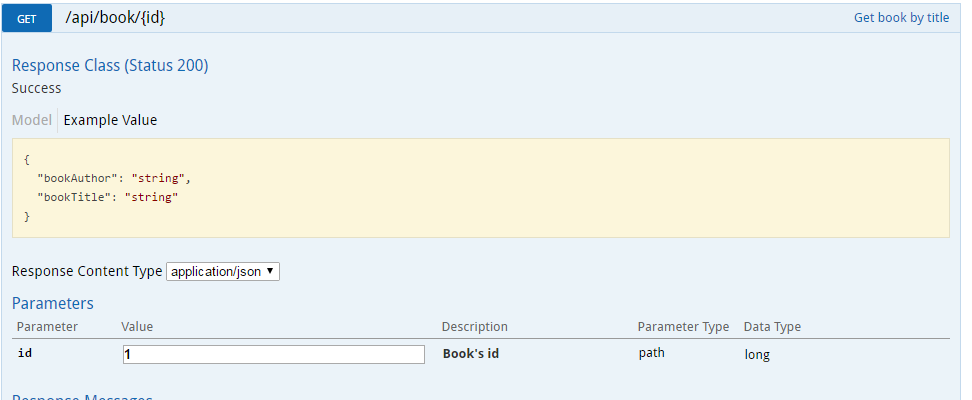 GET /api/book/{id} Get book by title
Response Class (Status 200)
Success
Model Example Value
{
"bookAuthor": "string",
"bookTitle": "string"
}
Response Content Type application/json
Parameters
Parameter Value Description Parameter Type Data Type
id 1 Book's id path long
Response Messages